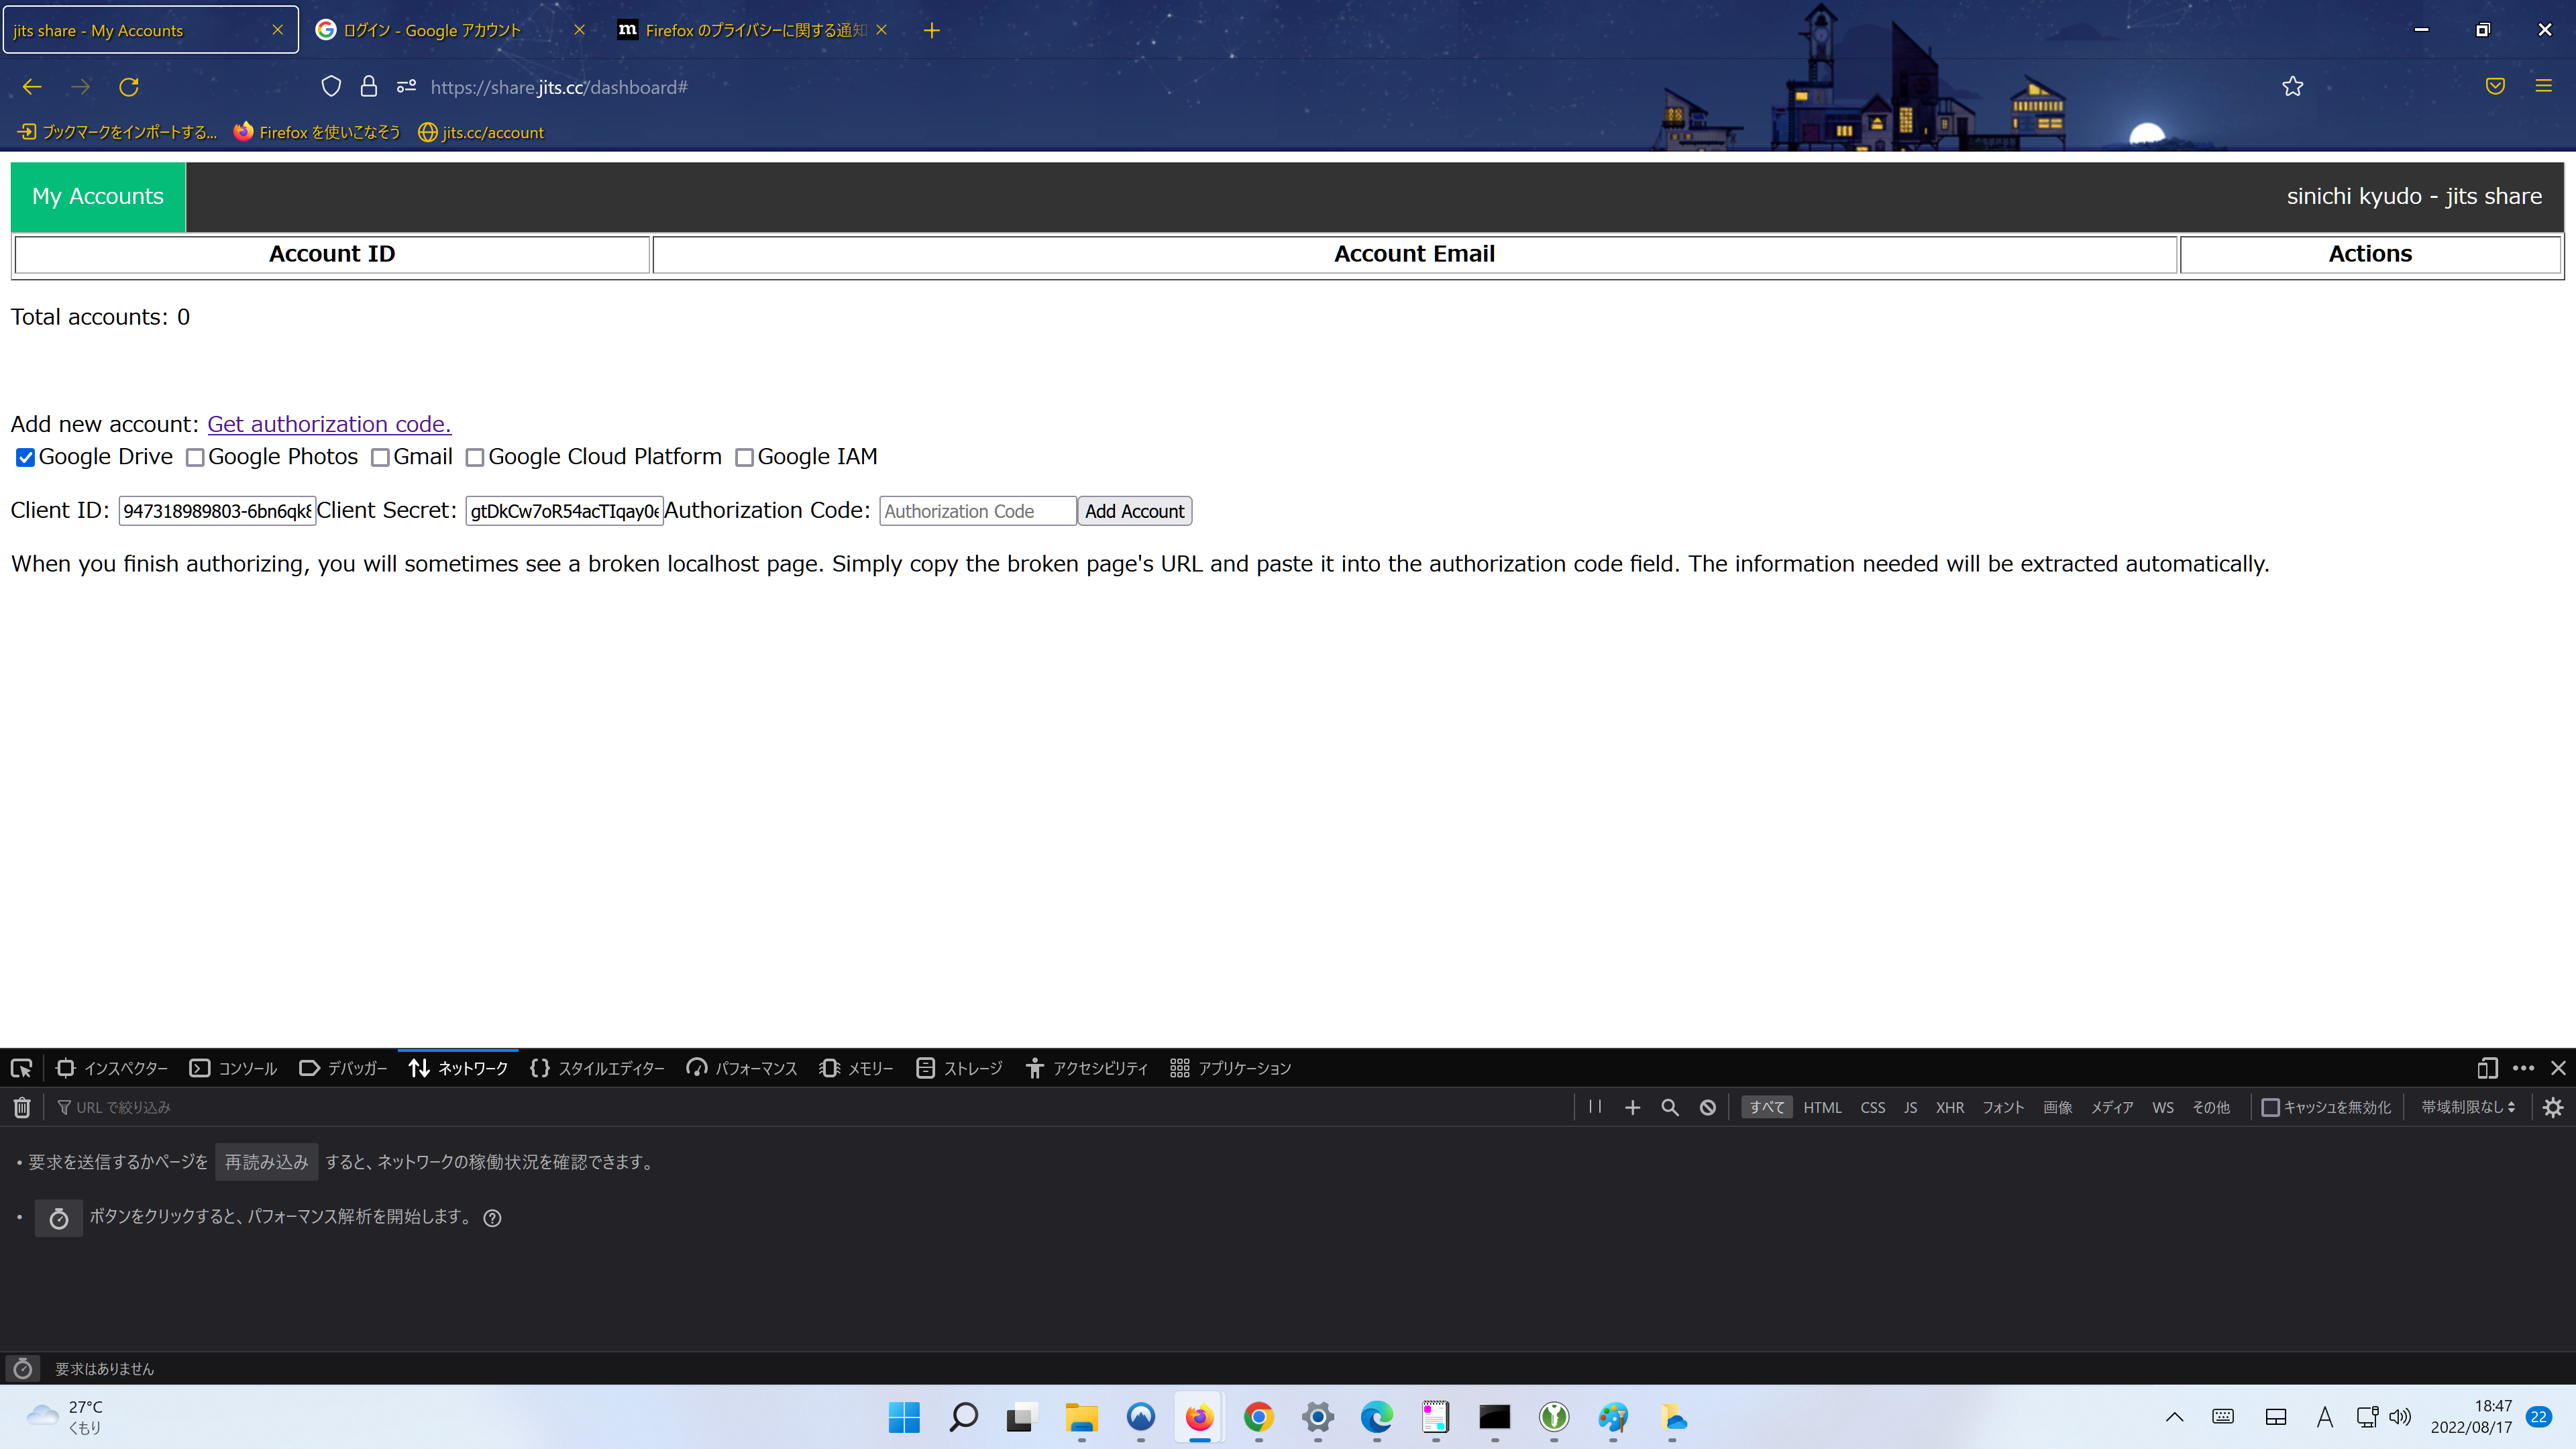 jits share - My Accounts
ログイン - Google アカウント
Firefox のプライバシーに関する通知
https://share.jits.cc/dashboard#
ブックマークをインポートする...
Firefox を使いこなそう
jits.cc/account
My Accounts
sinichi kyudo - jits share
Account ID
Account Email
Actions
Total accounts: 0
Add new account: Get authorization code.
Google Drive Google Photos Gmail Google Cloud Platform Google IAM
Client ID: 947318989803-6bn6qk8 Client Secret: gtDkCw7oR54acTIqay0e Authorization Code: Authorization Code Add Account
When you finish authorizing, you will sometimes see a broken localhost page. Simply copy the broken page's URL and paste it into the authorization code field. The information needed will be extracted automatically.
インスペクター コンソール デバッガー ネットワーク スタイルエディター パフォーマンス メモリー ストレージ アクセシビリティ アプリケーション
URL で絞り込み
すべて HTML CSS JS XHR フォント 画像 メディア WS その他 キャッシュを無効化 帯域制限なし
• 要求を送信するかページを 再読み込み すると、ネットワークの稼働状況を確認できます。
• ボタンをクリックすると、パフォーマンス解析を開始します。
要求はありません
27°C
くもり
18:47
2022/08/17
22